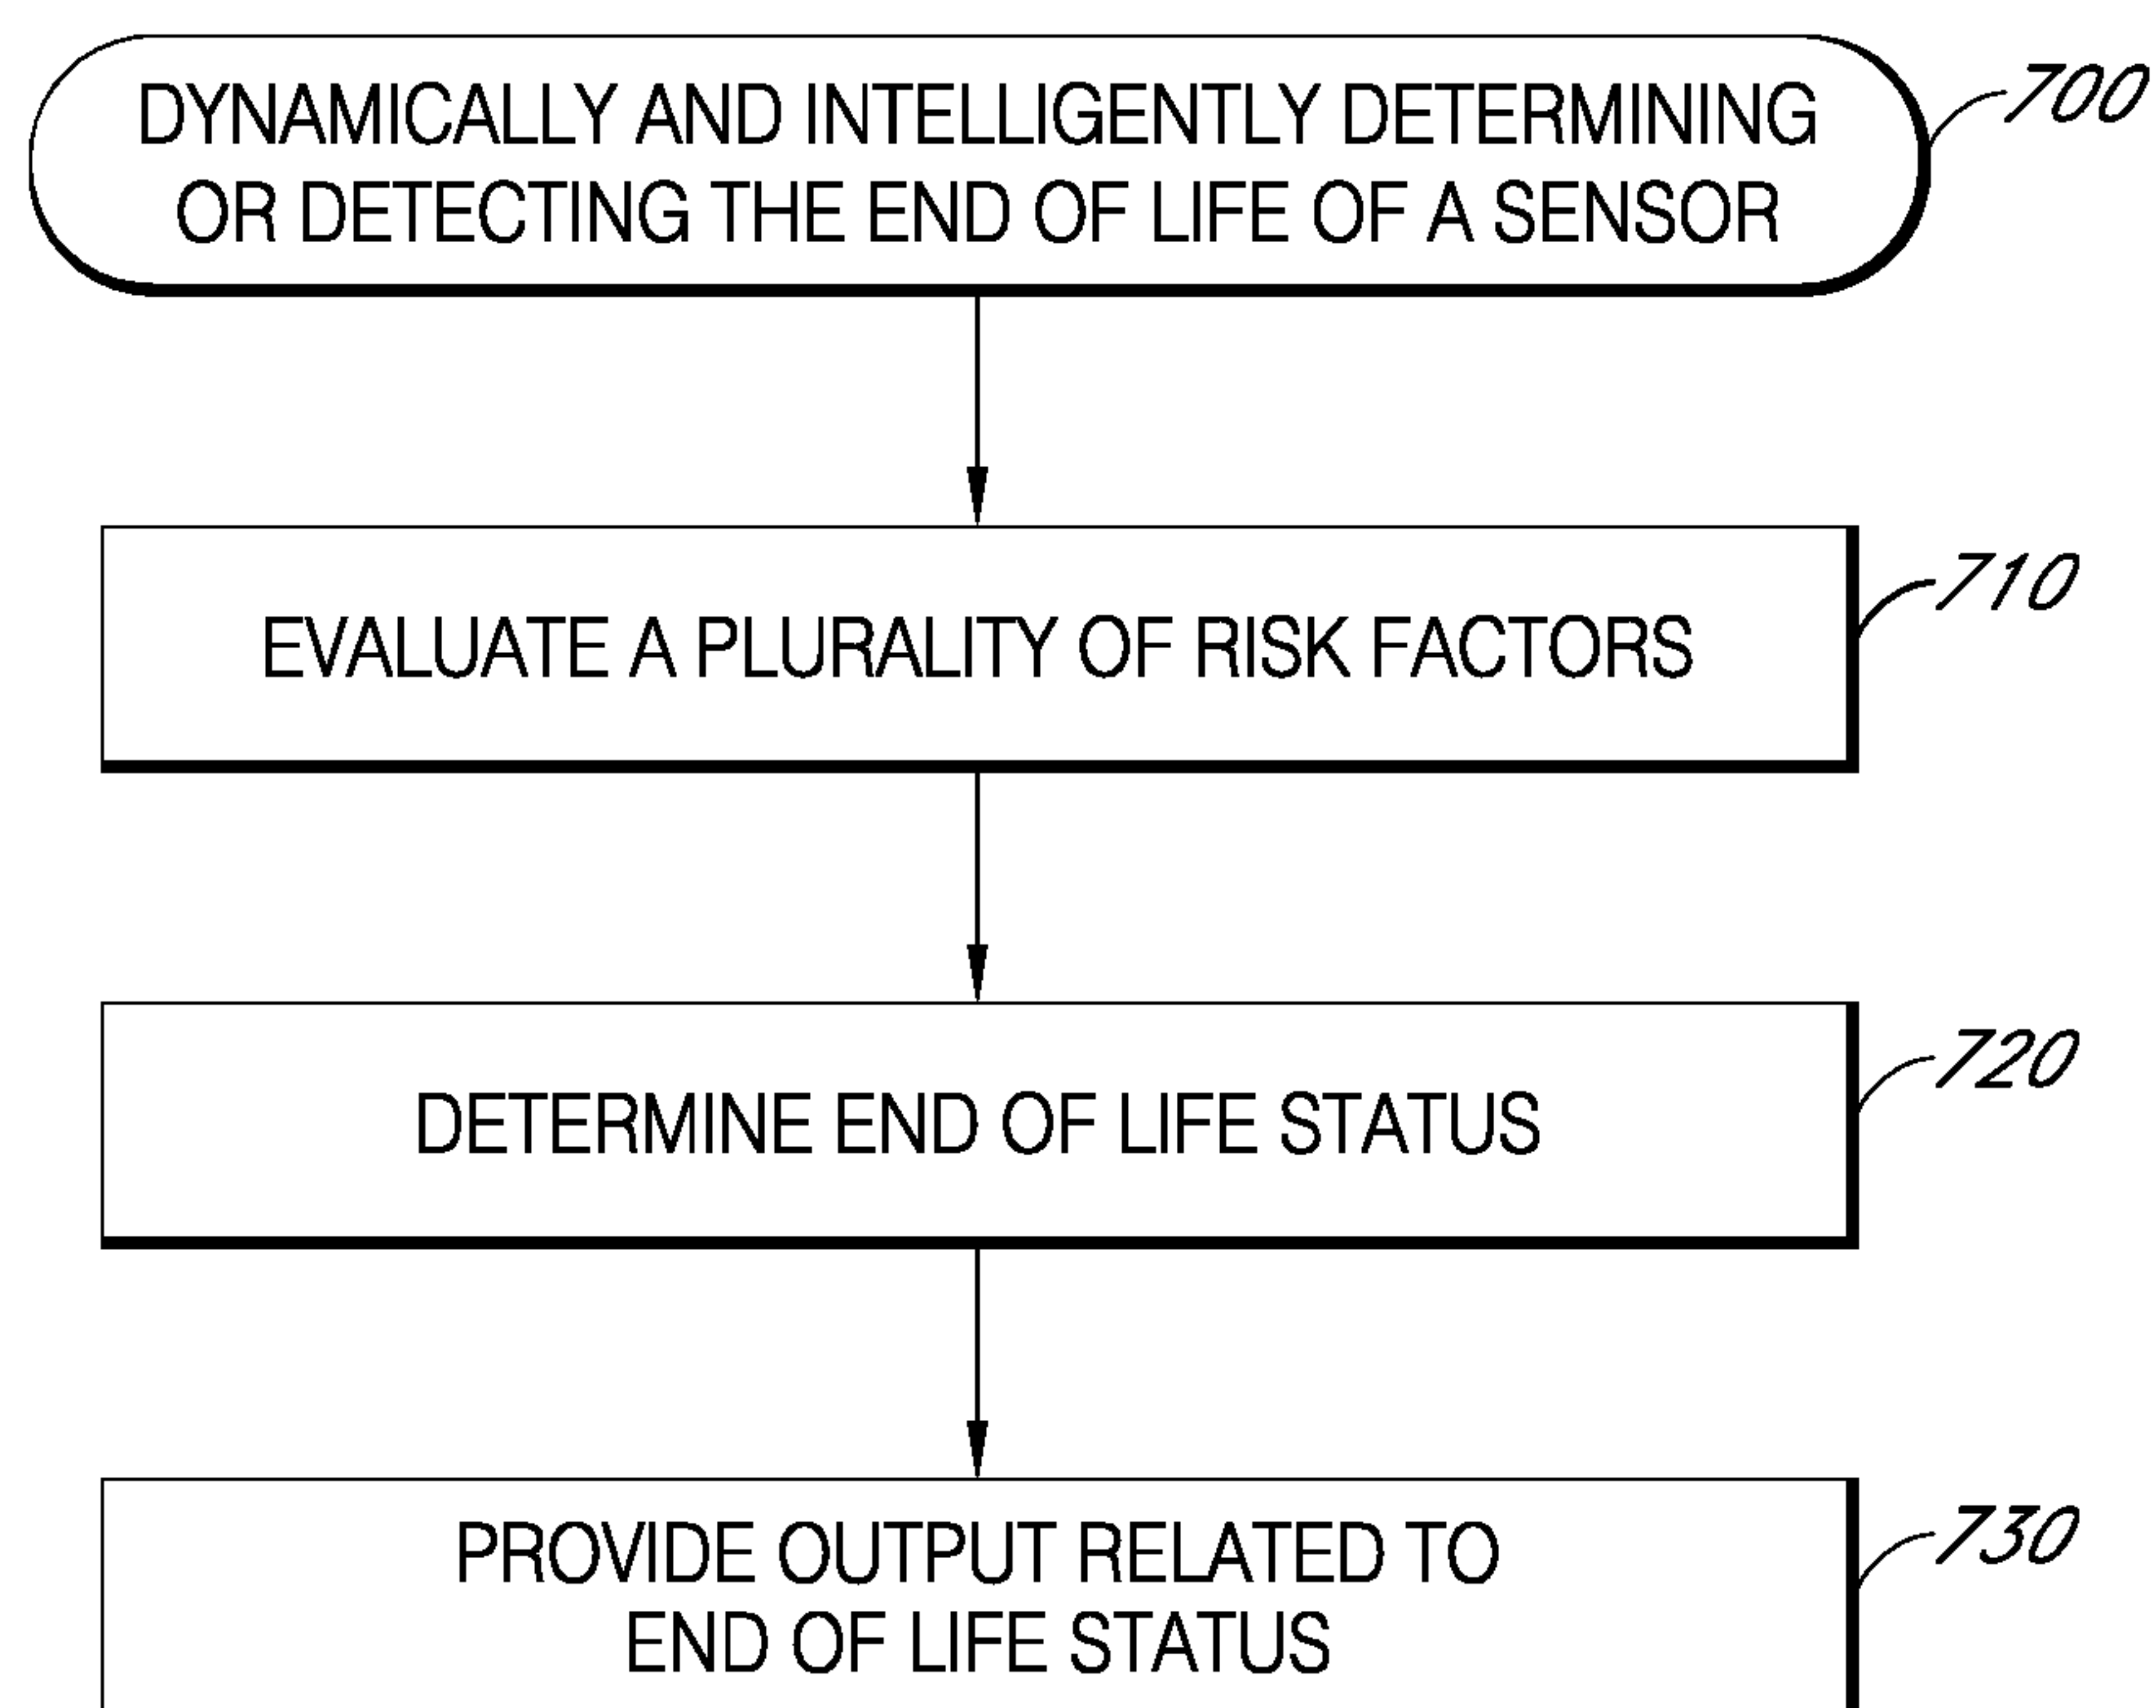 DYNAMICALLY AND INTELLIGENTLY DETERMINING
OR DETECTING THE END OF LIFE OF A SENSOR
700
EVALUATE A PLURALITY OF RISK FACTORS
710
DETERMINE END OF LIFE STATUS
720
PROVIDE OUTPUT RELATED TO
END OF LIFE STATUS
730